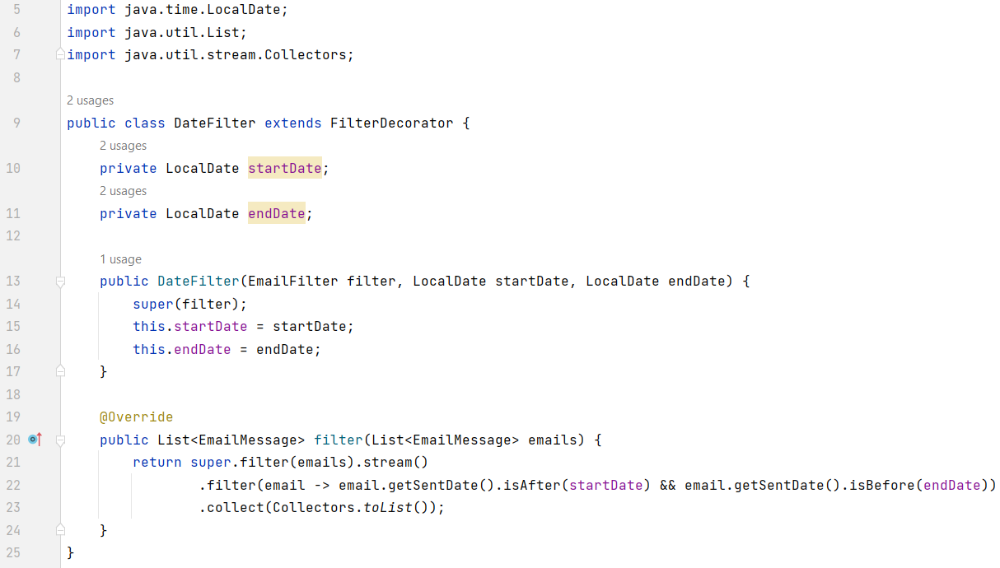 5 import java.time.LocalDate;
6 import java.util.List;
7 import java.util.stream.Collectors;
8
2 usages
9 public class DateFilter extends FilterDecorator {
2 usages
10 private LocalDate startDate;
2 usages
11 private LocalDate endDate;
12
1 usage
13 public DateFilter(EmailFilter filter, LocalDate startDate, LocalDate endDate) {
14 super(filter);
15 this.startDate = startDate;
16 this.endDate = endDate;
17 }
18
19 @Override
20 public List<EmailMessage> filter(List<EmailMessage> emails) {
21 return super.filter(emails).stream()
22 .filter(email -> email.getSentDate().isAfter(startDate) && email.getSentDate().isBefore(endDate))
23 .collect(Collectors.toList());
24 }
25 }